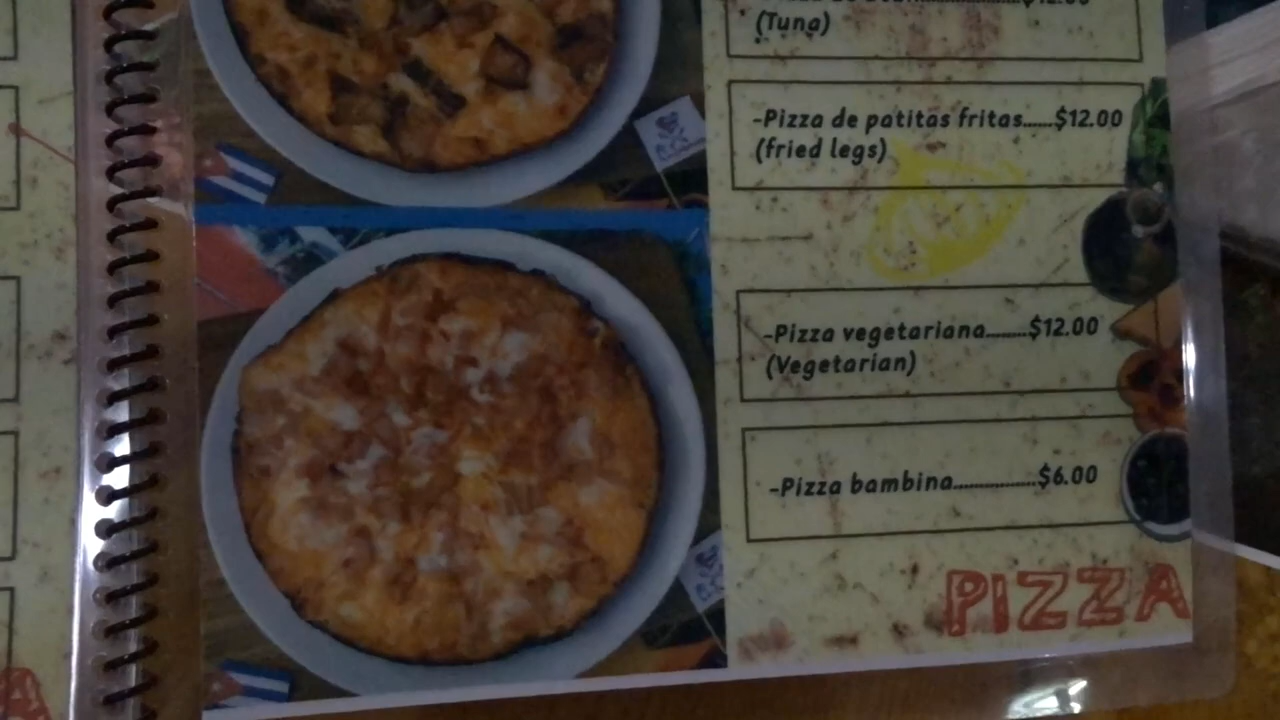 (Tuna)
-Pizza de patitas fritas......$12.00
(fried legs)
-Pizza vegetariana.........$12.00
(Vegetarian)
-Pizza bambina.................$6.00
PIZZA